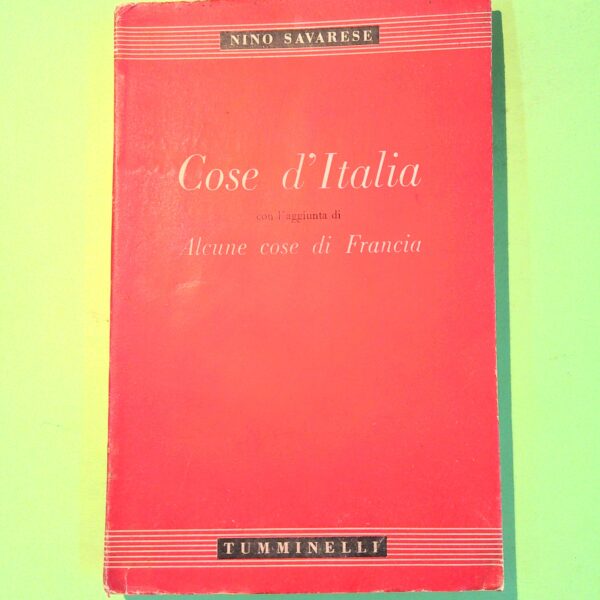 NINO SAVARESE
Cose d'Italia
con l'aggiunta di
Alcune cose di Francia
TUMMINELLI